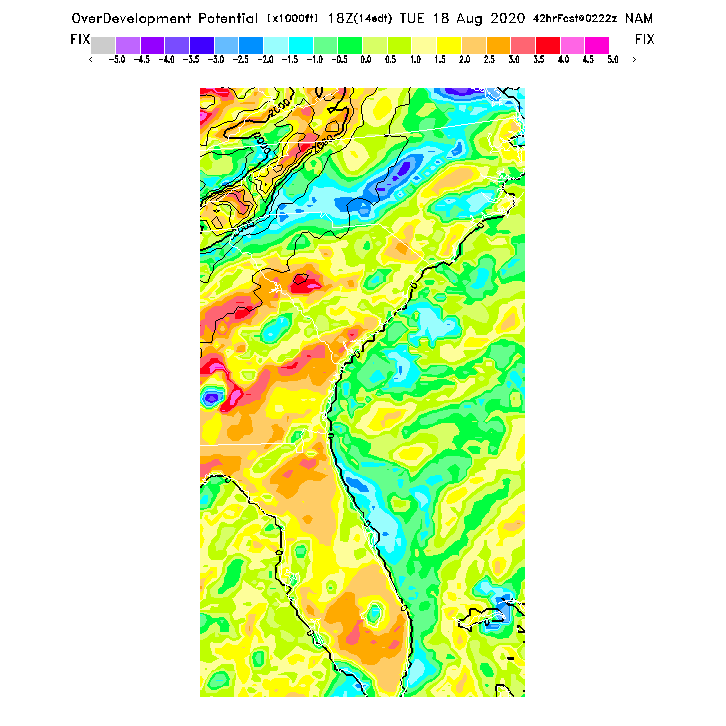 OverDevelopment Potential [x1000ft] 18Z(14edt) TUE 18 Aug 2020 42hrFcst@0222z NAM
FIX FIX
< -5.0 -4.5 -4.0 -3.5 -3.0 -2.5 -2.0 -1.5 -1.0 -0.5 0.0 0.5 1.0 1.5 2.0 2.5 3.0 3.5 4.0 4.5 5.0 >
2000
2000